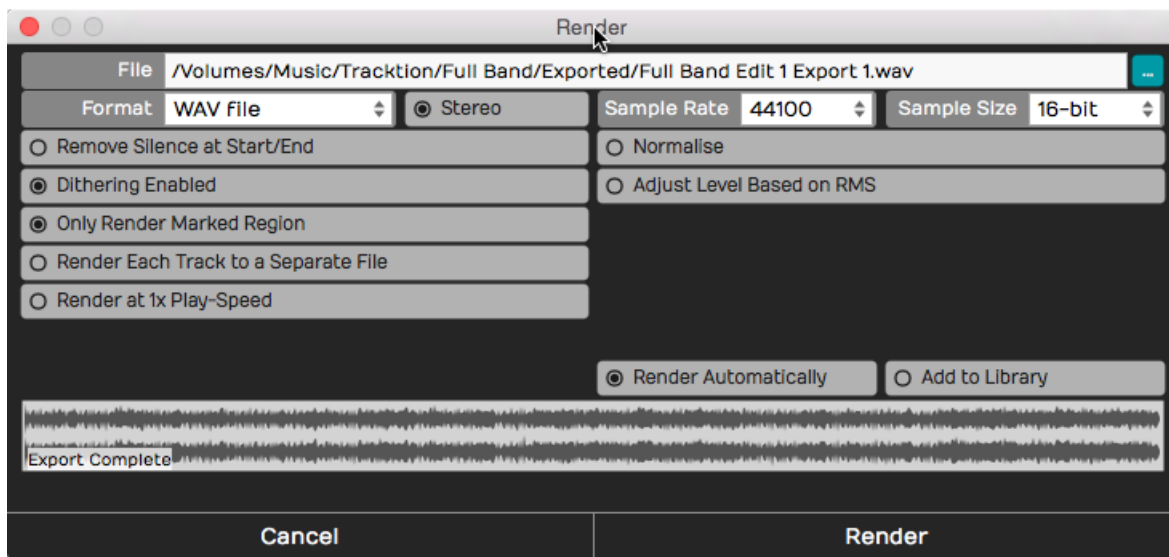 Render
File /Volumes/Music/Tracktion/Full Band/Exported/Full Band Edit 1 Export 1.wav ...
Format WAV file Stereo Sample Rate 44100 Sample Size 16-bit
Remove Silence at Start/End Normalise
Dithering Enabled Adjust Level Based on RMS
Only Render Marked Region
Render Each Track to a Separate File
Render at 1x Play-Speed
Render Automatically Add to Library
Export Complete
Cancel Render